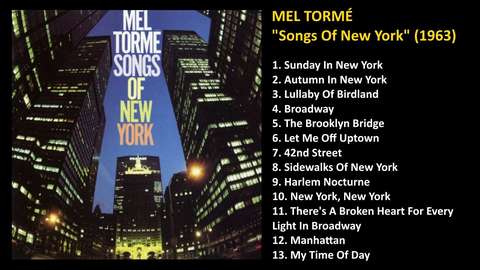 MEL
TORME
SONGS
OF
NEW
YORK
MEL TORMÉ
"Songs Of New York" (1963)
1. Sunday In New York
2. Autumn In New York
3. Lullaby Of Birdland
4. Broadway
5. The Brooklyn Bridge
6. Let Me Off Uptown
7. 42nd Street
8. Sidewalks Of New York
9. Harlem Nocturne
10. New York, New York
11. There's A Broken Heart For Every
Light In Broadway
12. Manhattan
13. My Time Of Day